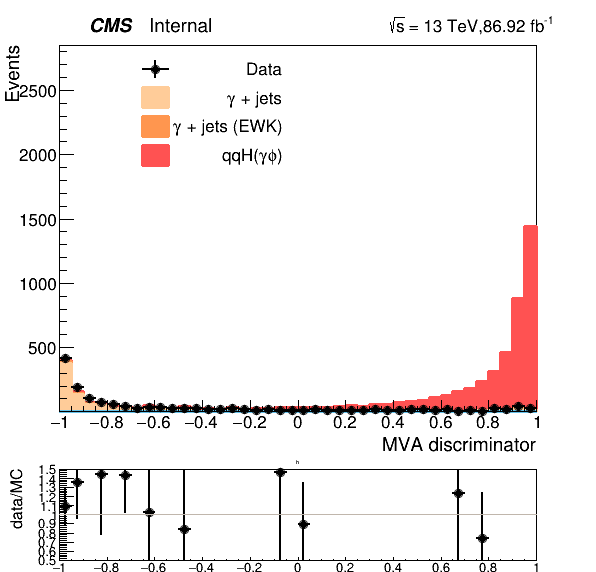 CMS Internal
√s = 13 TeV,86.92 fb-1
Events
Data
γ + jets
γ + jets (EWK)
qqH(γϕ)
2500
2000
1500
1000
500
−1 −0.8 −0.6 −0.4 −0.2 0 0.2 0.4 0.6 0.8 1
MVA discriminator
h
data/MC
1.5
1.4
1.3
1.2
1.1
1
0.9
0.8
0.7
0.6
0.5
−1 −0.8 −0.6 −0.4 −0.2 0 0.2 0.4 0.6 0.8 1